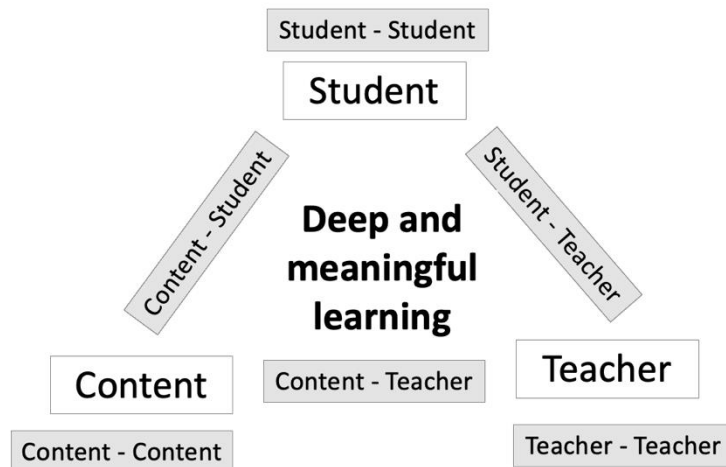 Student - Student
Student
Content - Student
Student - Teacher
Deep and
meaningful
learning
Content
Content - Teacher
Teacher
Content - Content
Teacher - Teacher